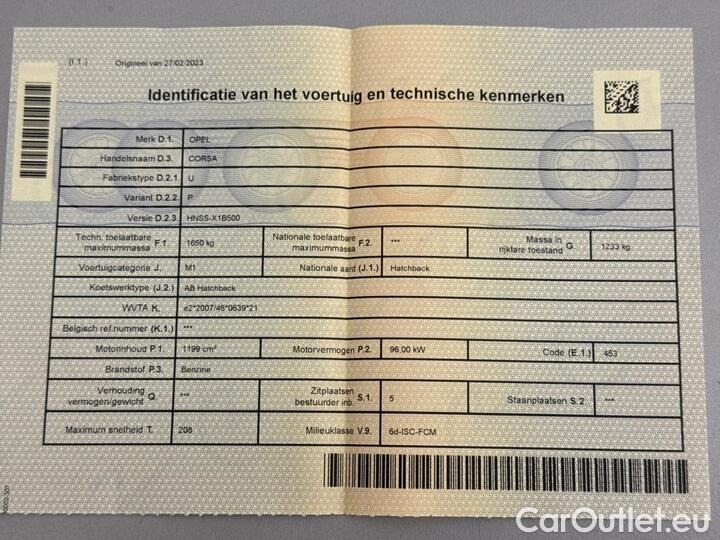 (I.1.) Origineel van 27/02/2023
Identificatie van het voertuig en technische kenmerken
Merk D.1. OPEL
Handelsnaam D.3. CORSA
Fabriekstype D.2.1. U
Variant D.2.2. P
Versie D.2.3. HNSS-X1B500
Techn. toelaatbare maximummassa F.1. 1650 kg Nationale toelaatbare maximummassa F.2. *** Massa in rijklare toestand G. 1233 kg
Voertuigcategorie J. M1 Nationale aard (J.1.) Hatchback
Koetswerktype (J.2.) AB Hatchback
WVTA K. e2*2007/46*0639*21
Belgisch ref.nummer (K.1.) ***
Motorinhoud P.1. 1199 cm³ Motorvermogen P.2. 96,00 kW Code (E.1.) 453
Brandstof P.3. Benzine
Verhouding vermogen/gewicht Q. *** Zitplaatsen bestuurder inb. S.1. 5 Staanplaatsen S.2. ***
Maximum snelheid T. 208 Milieuklasse V.9. 6d-ISC-FCM
CarOutlet.eu